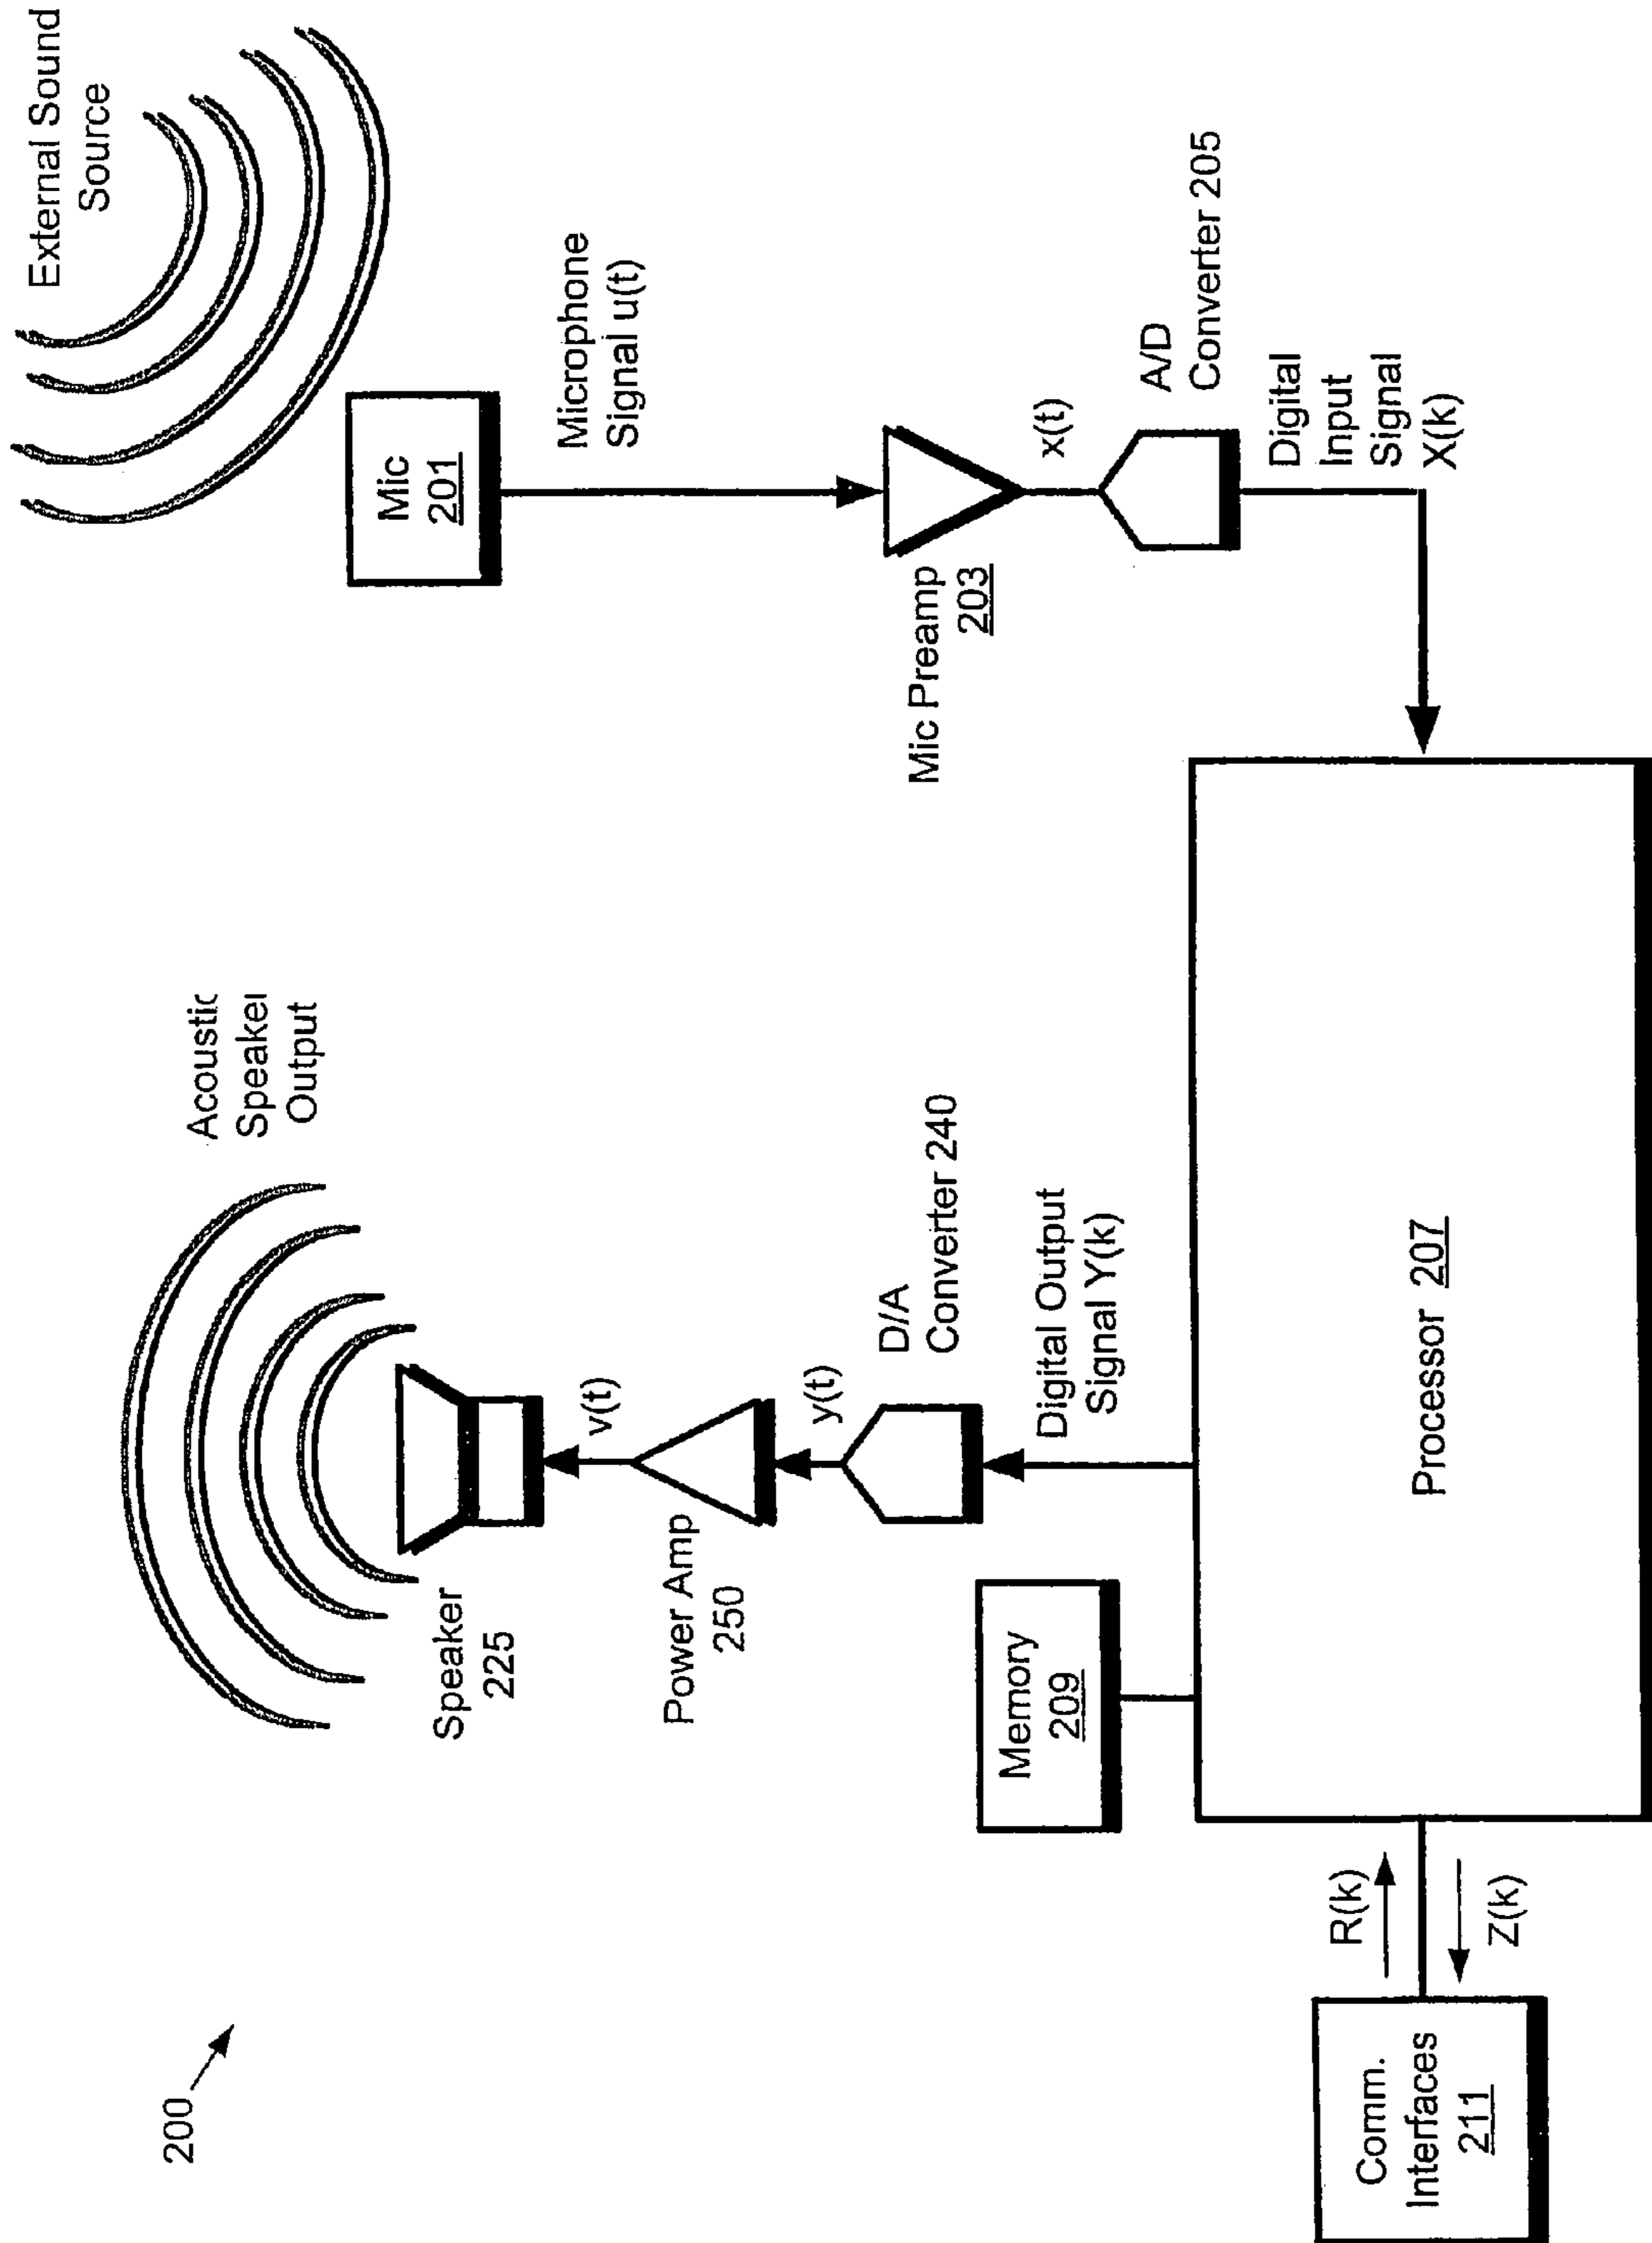 200
External Sound
Source
Acoustic
Speaker
Output
Mic
201
Speaker
225
Microphone
Signal u(t)
v(t)
Power Amp
250
Mic Preamp
203
y(t)
x(t)
D/A
Converter 240
A/D
Converter 205
Memory
209
Digital Output
Signal Y(k)
Digital
Input
Signal
X(k)
Comm.
Interfaces
211
R(k)
Z(k)
Processor 207